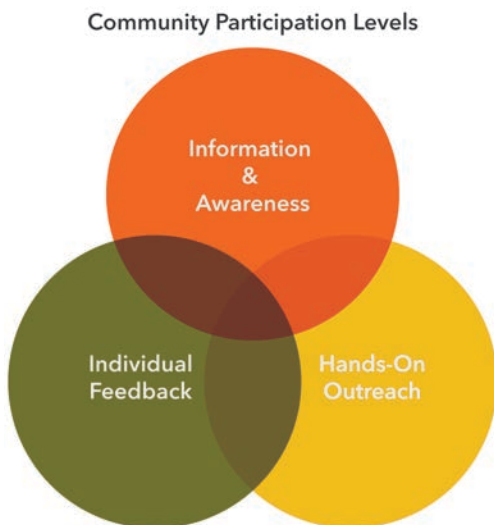 Community Participation Levels
Information
&
Awareness
Individual
Feedback
Hands-On
Outreach